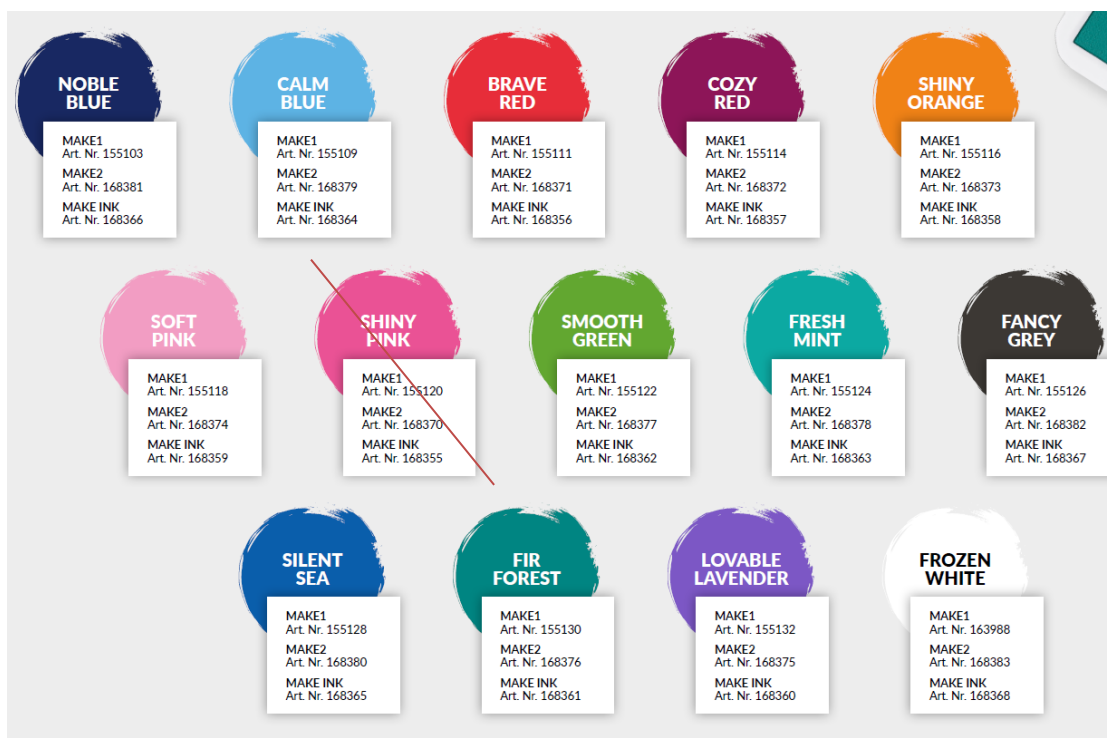 NOBLE
BLUE
MAKE1
Art. Nr. 155103
MAKE2
Art. Nr. 168381
MAKE INK
Art. Nr. 168366
CALM
BLUE
MAKE1
Art. Nr. 155109
MAKE2
Art. Nr. 168379
MAKE INK
Art. Nr. 168364
BRAVE
RED
MAKE1
Art. Nr. 155111
MAKE2
Art. Nr. 168371
MAKE INK
Art. Nr. 168356
COZY
RED
MAKE1
Art. Nr. 155114
MAKE2
Art. Nr. 168372
MAKE INK
Art. Nr. 168357
SHINY
ORANGE
MAKE1
Art. Nr. 155116
MAKE2
Art. Nr. 168373
MAKE INK
Art. Nr. 168358
SOFT
PINK
MAKE1
Art. Nr. 155118
MAKE2
Art. Nr. 168374
MAKE INK
Art. Nr. 168359
SHINY
PINK
MAKE1
Art. Nr. 155120
MAKE2
Art. Nr. 168370
MAKE INK
Art. Nr. 168355
SMOOTH
GREEN
MAKE1
Art. Nr. 155122
MAKE2
Art. Nr. 168377
MAKE INK
Art. Nr. 168362
FRESH
MINT
MAKE1
Art. Nr. 155124
MAKE2
Art. Nr. 168378
MAKE INK
Art. Nr. 168363
FANCY
GREY
MAKE1
Art. Nr. 155126
MAKE2
Art. Nr. 168382
MAKE INK
Art. Nr. 168367
SILENT
SEA
MAKE1
Art. Nr. 155128
MAKE2
Art. Nr. 168380
MAKE INK
Art. Nr. 168365
FIR
FOREST
MAKE1
Art. Nr. 155130
MAKE2
Art. Nr. 168376
MAKE INK
Art. Nr. 168361
LOVABLE
LAVENDER
MAKE1
Art. Nr. 155132
MAKE2
Art. Nr. 168375
MAKE INK
Art. Nr. 168360
FROZEN
WHITE
MAKE1
Art. Nr. 163988
MAKE2
Art. Nr. 168383
MAKE INK
Art. Nr. 168368